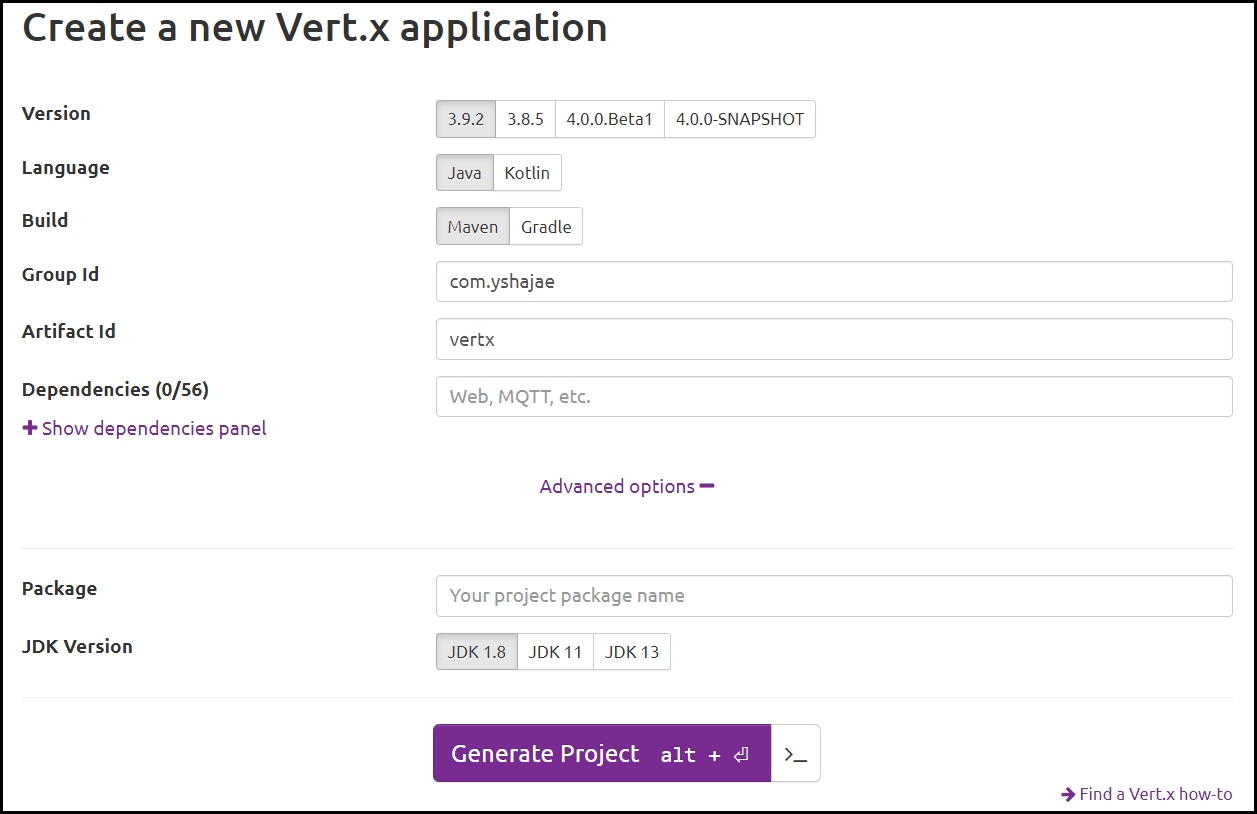 Create a new Vert.x application
Version 3.9.2 3.8.5 4.0.0.Beta1 4.0.0-SNAPSHOT
Language Java Kotlin
Build Maven Gradle
Group Id com.yshajae
Artifact Id vertx
Dependencies (0/56) Web, MQTT, etc.
Show dependencies panel
Advanced options
Package Your project package name
JDK Version JDK 1.8 JDK 11 JDK 13
Generate Project alt + ⏎ >_
Find a Vert.x how-to